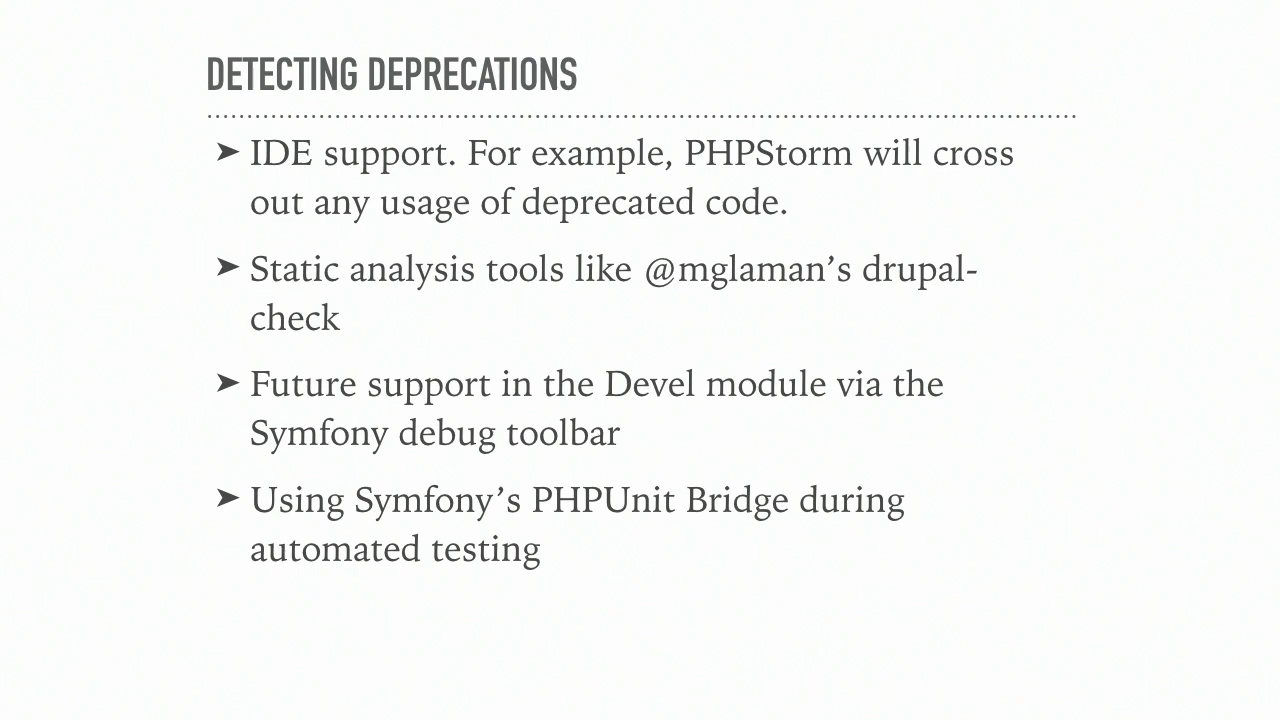 DETECTING DEPRECATIONS
➤ IDE support. For example, PHPStorm will cross
out any usage of deprecated code.
➤ Static analysis tools like @mglaman’s drupal-
check
➤ Future support in the Devel module via the
Symfony debug toolbar
➤ Using Symfony’s PHPUnit Bridge during
automated testing